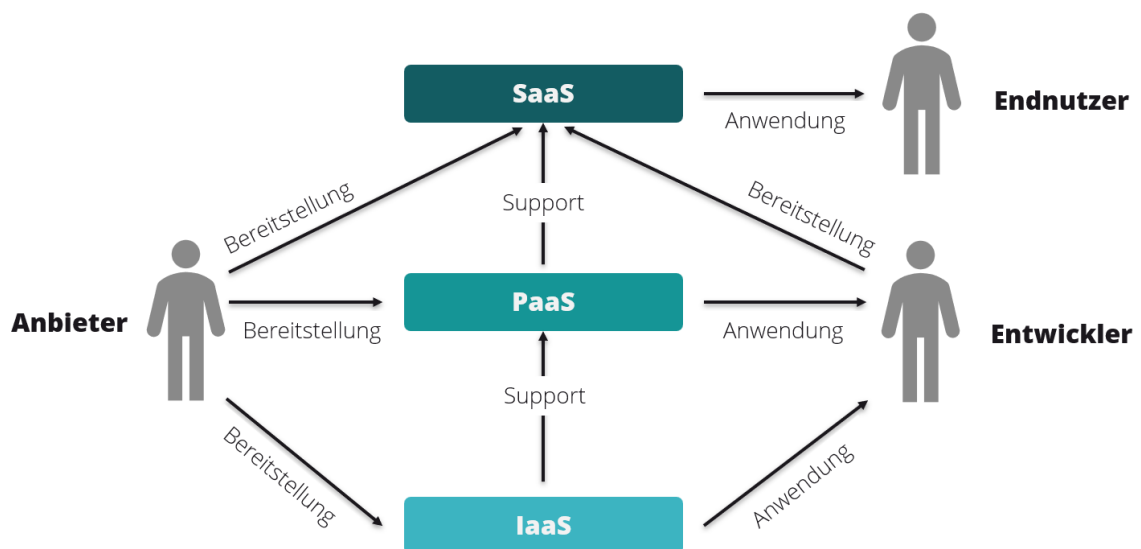 SaaS
Endnutzer
Anwendung
Bereitstellung
Support
Bereitstellung
Anbieter
PaaS
Bereitstellung
Anwendung
Entwickler
Support
Bereitstellung
Anwendung
IaaS